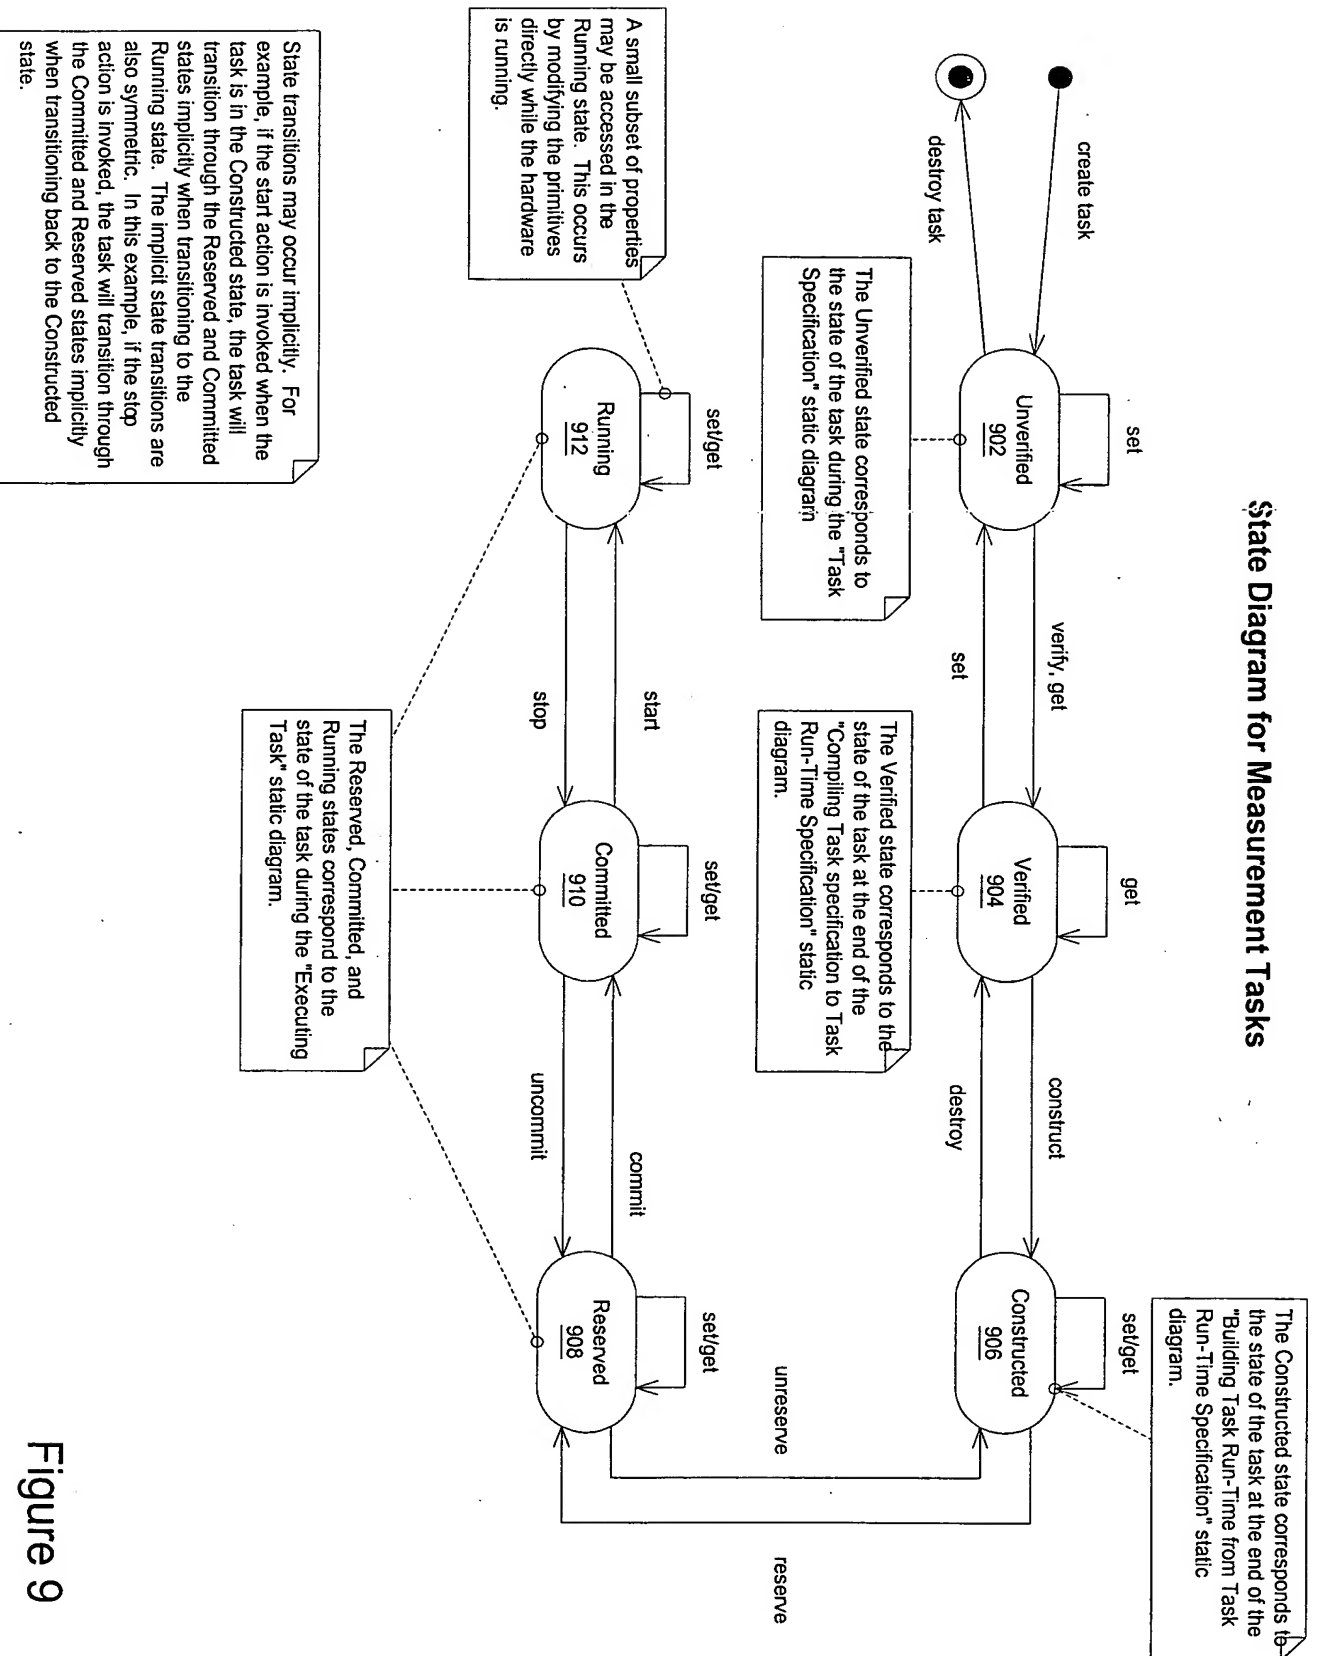 State Diagram for Measurement Tasks
The Constructed state corresponds to
the state of the task at the end of the
"Building Task Run-Time from Task
Run-Time Specification" static
diagram.
create task
destroy task
set
Unverified
902
verify, get
set
get
Verified
904
construct
destroy
set/get
Constructed
906
The Unverified state corresponds to
the state of the task during the "Task
Specification" static diagram
The Verified state corresponds to the
state of the task at the end of the
"Compiling Task specification to Task
Run-Time Specification" static
diagram.
unreserve
reserve
A small subset of properties
may be accessed in the
Running state. This occurs
by modifying the primitives
directly while the hardware
is running.
set/get
Running
912
start
stop
set/get
Committed
910
commit
uncommit
set/get
Reserved
908
The Reserved, Committed, and
Running states correspond to the
state of the task during the "Executing
Task" static diagram.
State transitions may occur implicitly. For
example, if the start action is invoked when the
task is in the Constructed state, the task will
transition through the Reserved and Committed
states implicitly when transitioning to the
Running state. The implicit state transitions are
also symmetric. In this example, if the stop
action is invoked, the task will transition through
the Committed and Reserved states implicitly
when transitioning back to the Constructed
state.
Figure 9